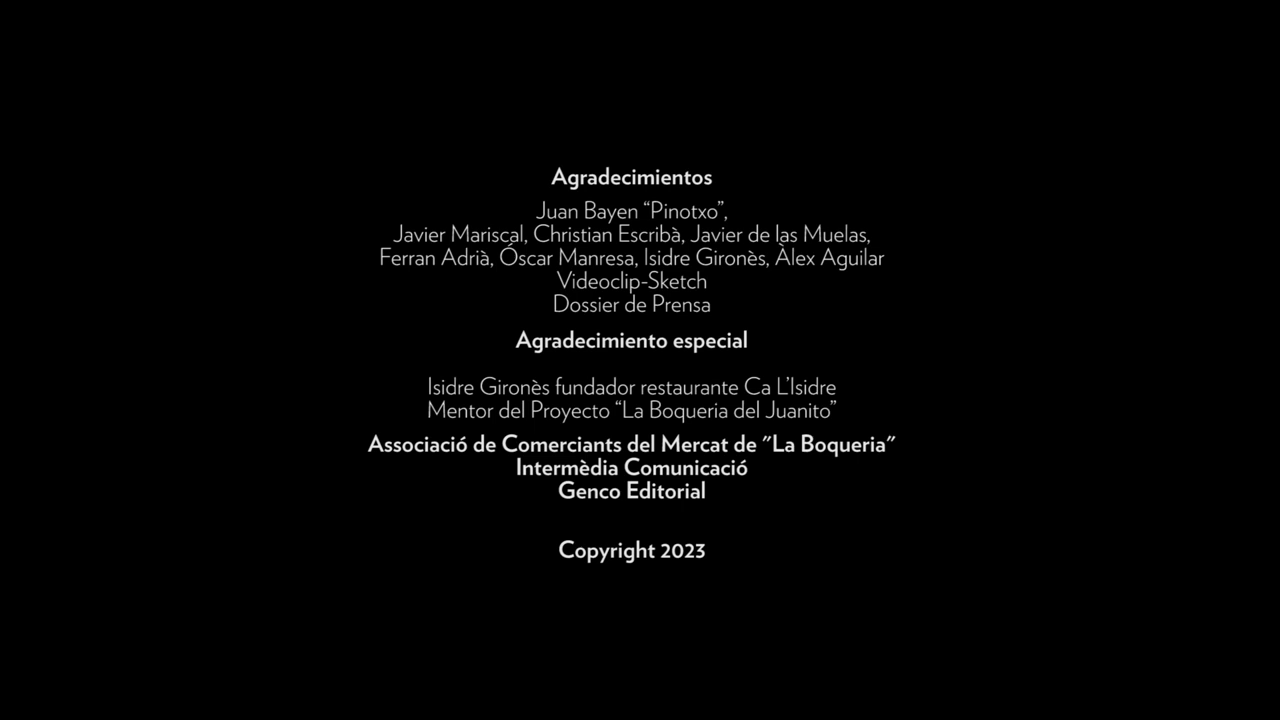 Agradecimientos
Juan Bayen “Pinotxo”,
Javier Mariscal, Christian Escribà, Javier de las Muelas,
Ferran Adrià, Óscar Manresa, Isidre Gironès, Àlex Aguilar
Videoclip-Sketch
Dossier de Prensa
Agradecimiento especial
Isidre Gironès fundador restaurante Ca L’Isidre
Mentor del Proyecto “La Boqueria del Juanito”
Associació de Comerciants del Mercat de "La Boqueria"
Intermèdia Comunicació
Genco Editorial
Copyright 2023